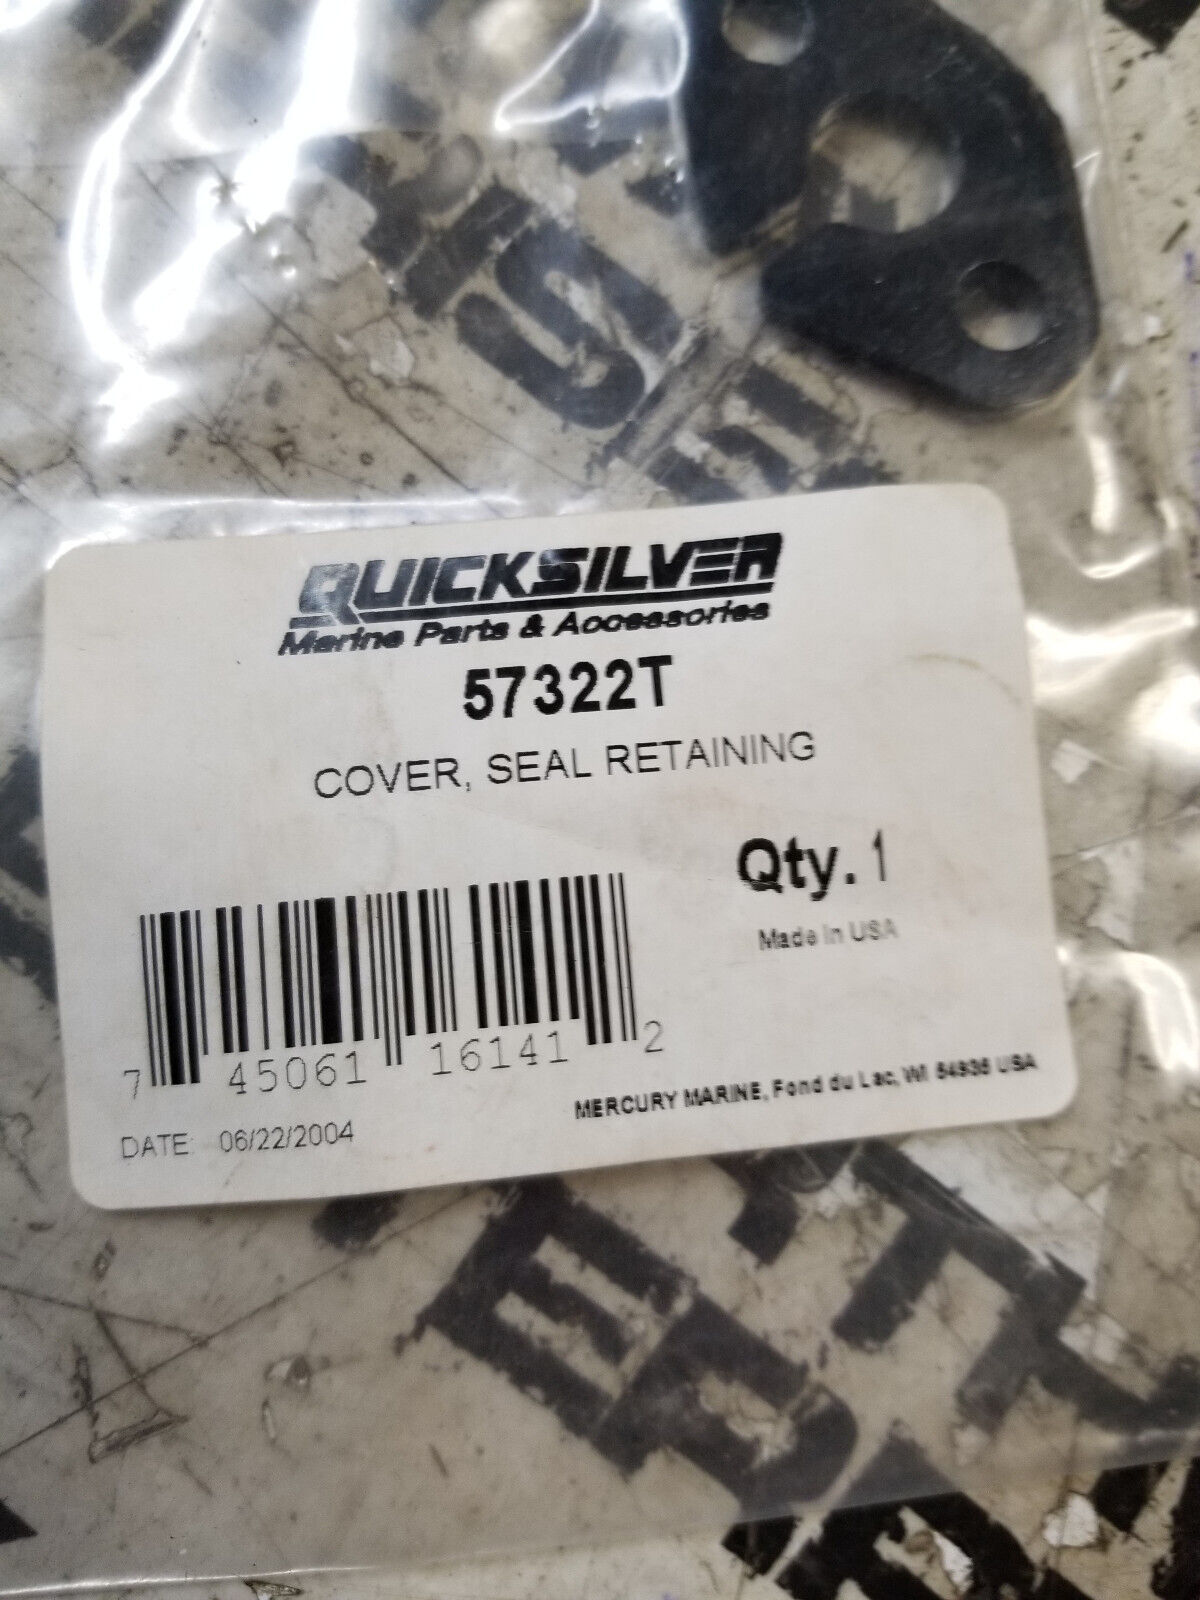 QUICKSILVER
Marine Parts & Accessories
57322T
COVER, SEAL RETAINING
Qty. 1
Made in USA
7 45061 16141 2
MERCURY MARINE, Fond du Lac, WI 54935 USA
DATE: 06/22/2004